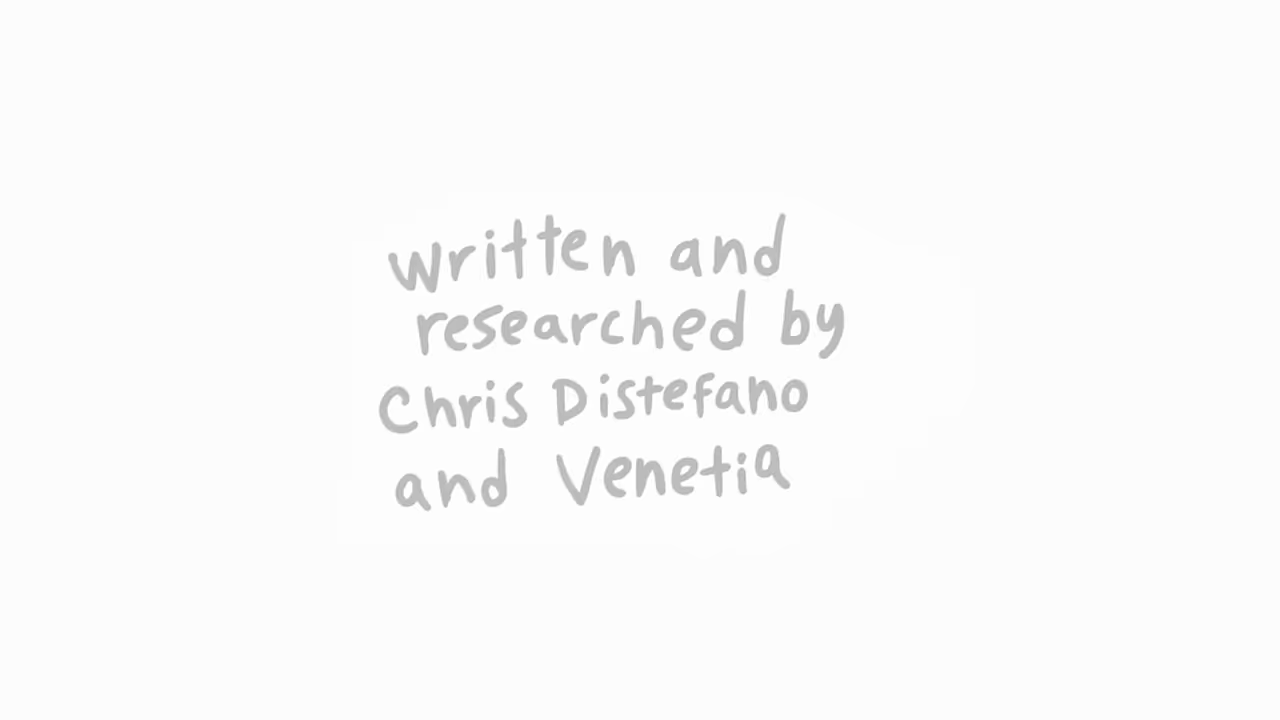 written and
researched by
Chris Distefano
and Venetia